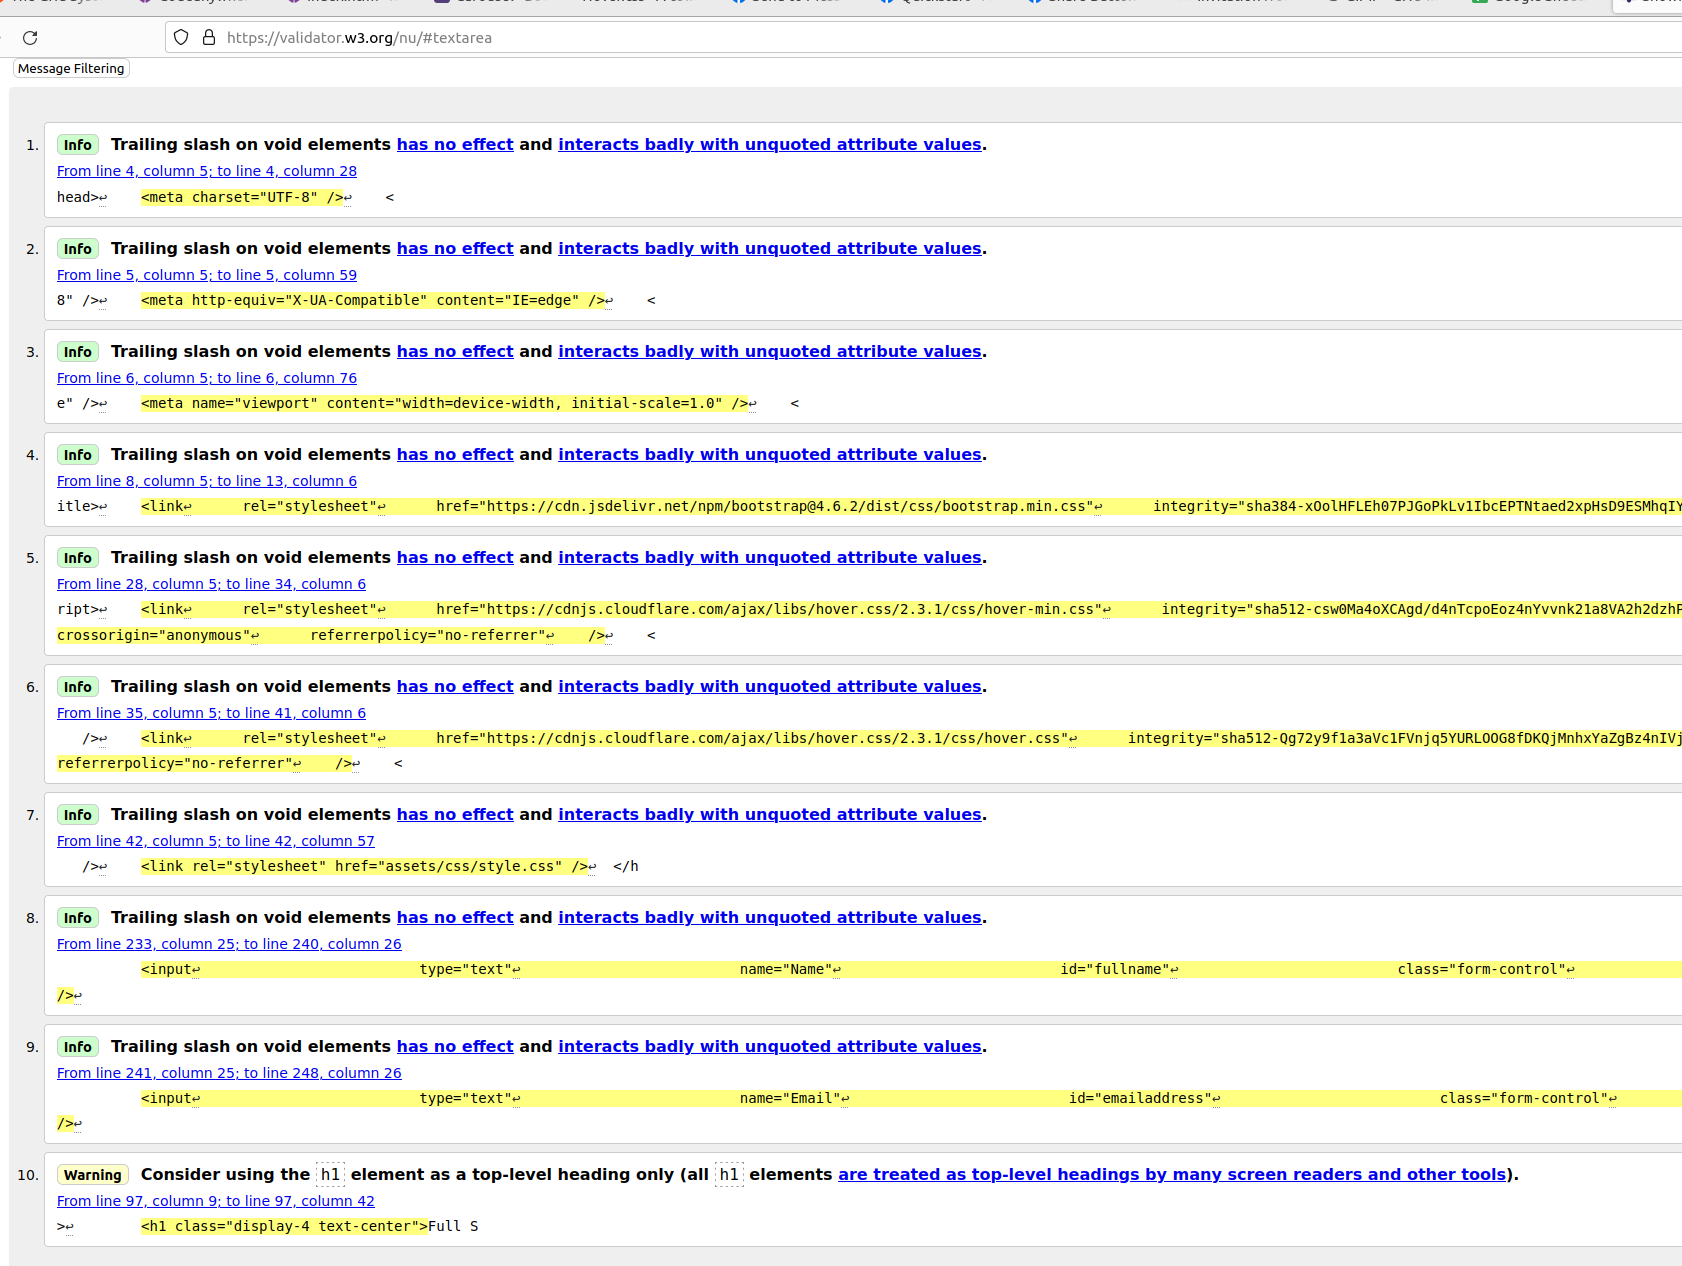 https://validator.w3.org/nu/#textarea
Message Filtering
1. Info Trailing slash on void elements has no effect and interacts badly with unquoted attribute values.
From line 4, column 5; to line 4, column 28
head>↩ <meta charset="UTF-8" />↩ <
2. Info Trailing slash on void elements has no effect and interacts badly with unquoted attribute values.
From line 5, column 5; to line 5, column 59
8" />↩ <meta http-equiv="X-UA-Compatible" content="IE=edge" />↩ <
3. Info Trailing slash on void elements has no effect and interacts badly with unquoted attribute values.
From line 6, column 5; to line 6, column 76
e" />↩ <meta name="viewport" content="width=device-width, initial-scale=1.0" />↩ <
4. Info Trailing slash on void elements has no effect and interacts badly with unquoted attribute values.
From line 8, column 5; to line 13, column 6
itle>↩ <link↩ rel="stylesheet"↩ href="https://cdn.jsdelivr.net/npm/bootstrap@4.6.2/dist/css/bootstrap.min.css"↩ integrity="sha384-xOolHFLEh07PJGoPkLv1IbcEPTNtaed2xpHsD9ESMhqIY
5. Info Trailing slash on void elements has no effect and interacts badly with unquoted attribute values.
From line 28, column 5; to line 34, column 6
ript>↩ <link↩ rel="stylesheet"↩ href="https://cdnjs.cloudflare.com/ajax/libs/hover.css/2.3.1/css/hover-min.css"↩ integrity="sha512-csw0Ma4oXCAgd/d4nTcpoEoz4nYvvnk21a8VA2h2dzhP
crossorigin="anonymous"↩ referrerpolicy="no-referrer"↩ />↩ <
6. Info Trailing slash on void elements has no effect and interacts badly with unquoted attribute values.
From line 35, column 5; to line 41, column 6
/>↩ <link↩ rel="stylesheet"↩ href="https://cdnjs.cloudflare.com/ajax/libs/hover.css/2.3.1/css/hover.css"↩ integrity="sha512-Qg72y9f1a3aVc1FVnjq5YURLOOG8fDKQjMnhxYaZgBz4nIVj
referrerpolicy="no-referrer"↩ />↩ <
7. Info Trailing slash on void elements has no effect and interacts badly with unquoted attribute values.
From line 42, column 5; to line 42, column 57
/>↩ <link rel="stylesheet" href="assets/css/style.css" />↩ </h
8. Info Trailing slash on void elements has no effect and interacts badly with unquoted attribute values.
From line 233, column 25; to line 240, column 26
<input↩ type="text"↩ name="Name"↩ id="fullname"↩ class="form-control"↩
/>↩
9. Info Trailing slash on void elements has no effect and interacts badly with unquoted attribute values.
From line 241, column 25; to line 248, column 26
<input↩ type="text"↩ name="Email"↩ id="emailaddress"↩ class="form-control"↩
/>↩
10. Warning Consider using the h1 element as a top-level heading only (all h1 elements are treated as top-level headings by many screen readers and other tools).
From line 97, column 9; to line 97, column 42
>↩ <h1 class="display-4 text-center">Full S